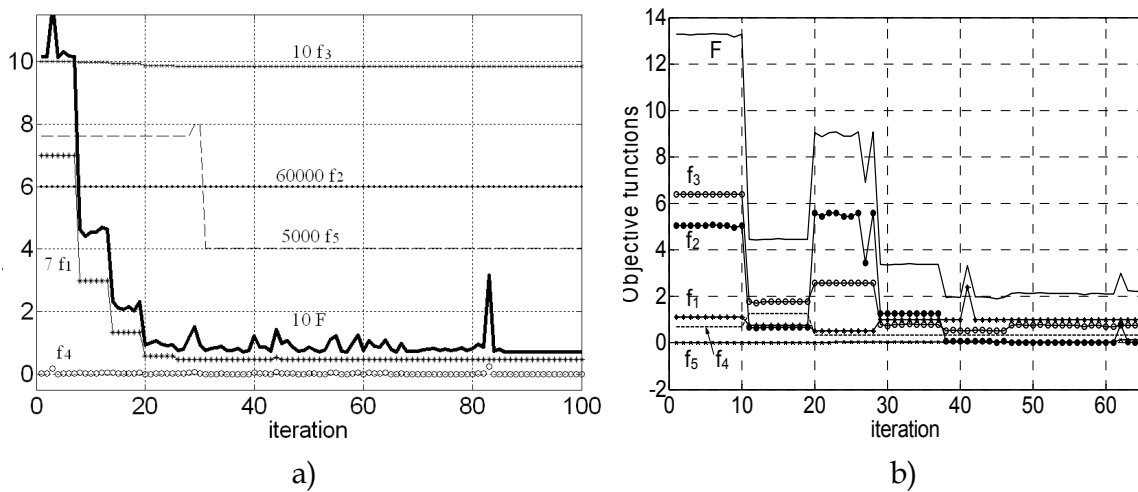 10 f3
60000 f2
5000 f5
7 f1
10 F
f4
10
8
6
4
2
0
0 20 40 60 80 100
iteration
a)
Objective functions
14
12
10
8
6
4
2
0
-2
F
f3
f2
f1
f5 f4
0 10 20 30 40 50 60
iteration
b)